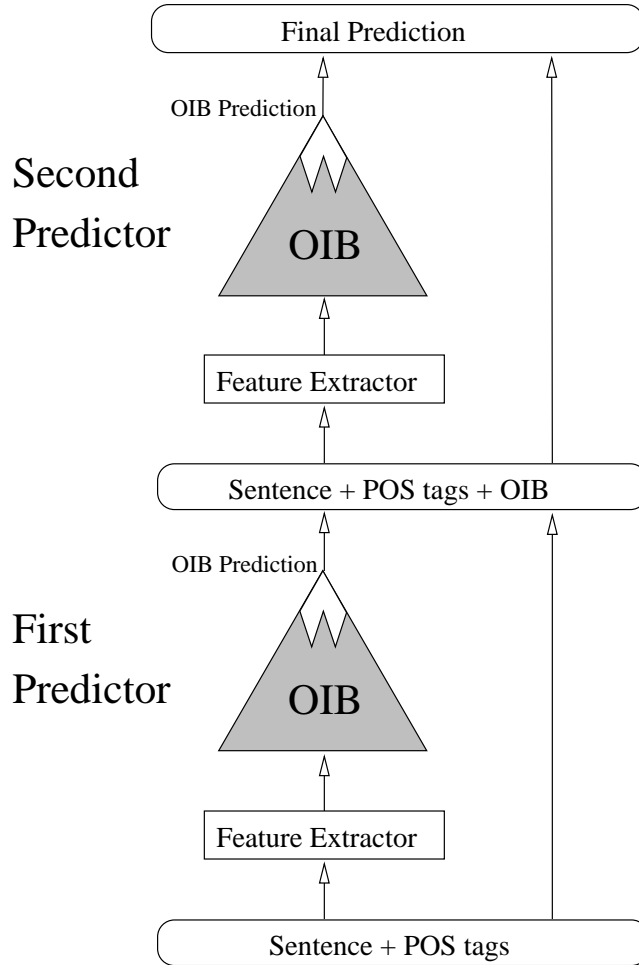 Final Prediction
OIB Prediction
Second
Predictor
OIB
Feature Extractor
Sentence + POS tags + OIB
OIB Prediction
First
Predictor
OIB
Feature Extractor
Sentence + POS tags